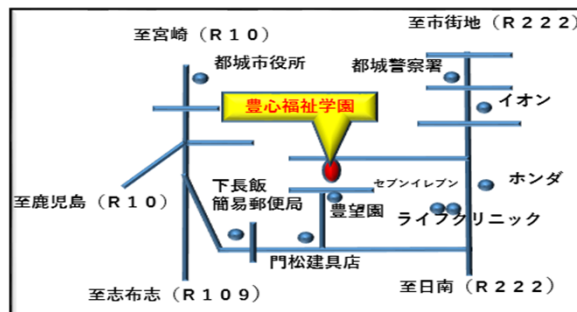 至市街地（R２２２）
至宮崎（R１０）
都城市役所
都城警察署
豊心福祉学園
イオン
セブンイレブン
ホンダ
下長飯
簡易郵便局
至鹿児島（R１０）
豊望園
ライフクリニック
門松建具店
至志布志（R１０９）
至日南（R２２２）